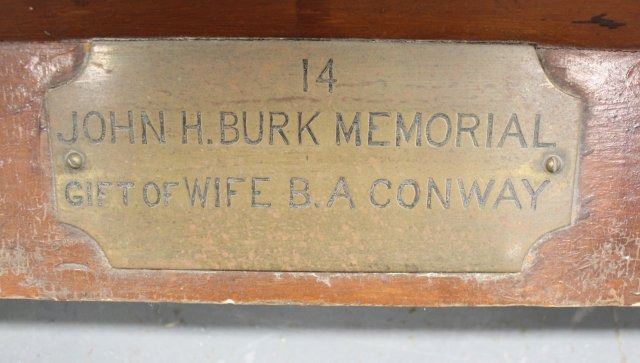 14
JOHN H. BURK MEMORIAL
GIFT OF WIFE B. A CONWAY